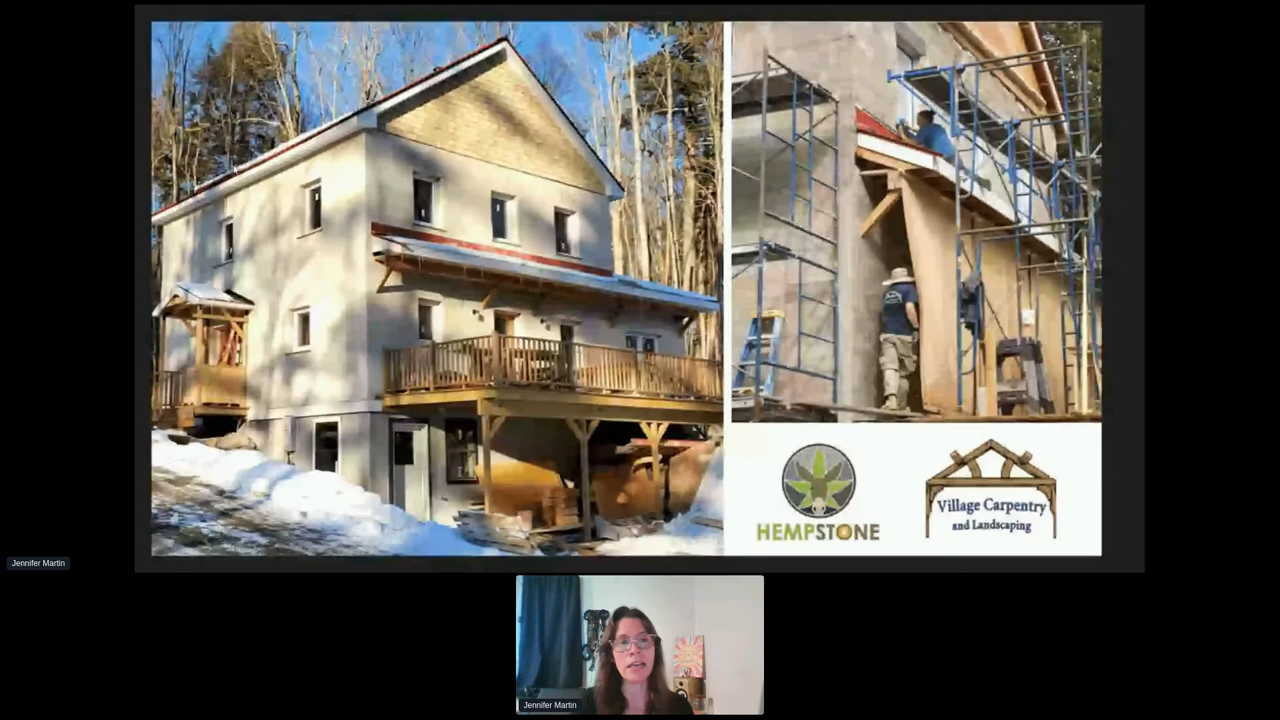 HEMPSTONE
Village Carpentry
and Landscaping
Jennifer Martin
Jennifer Martin